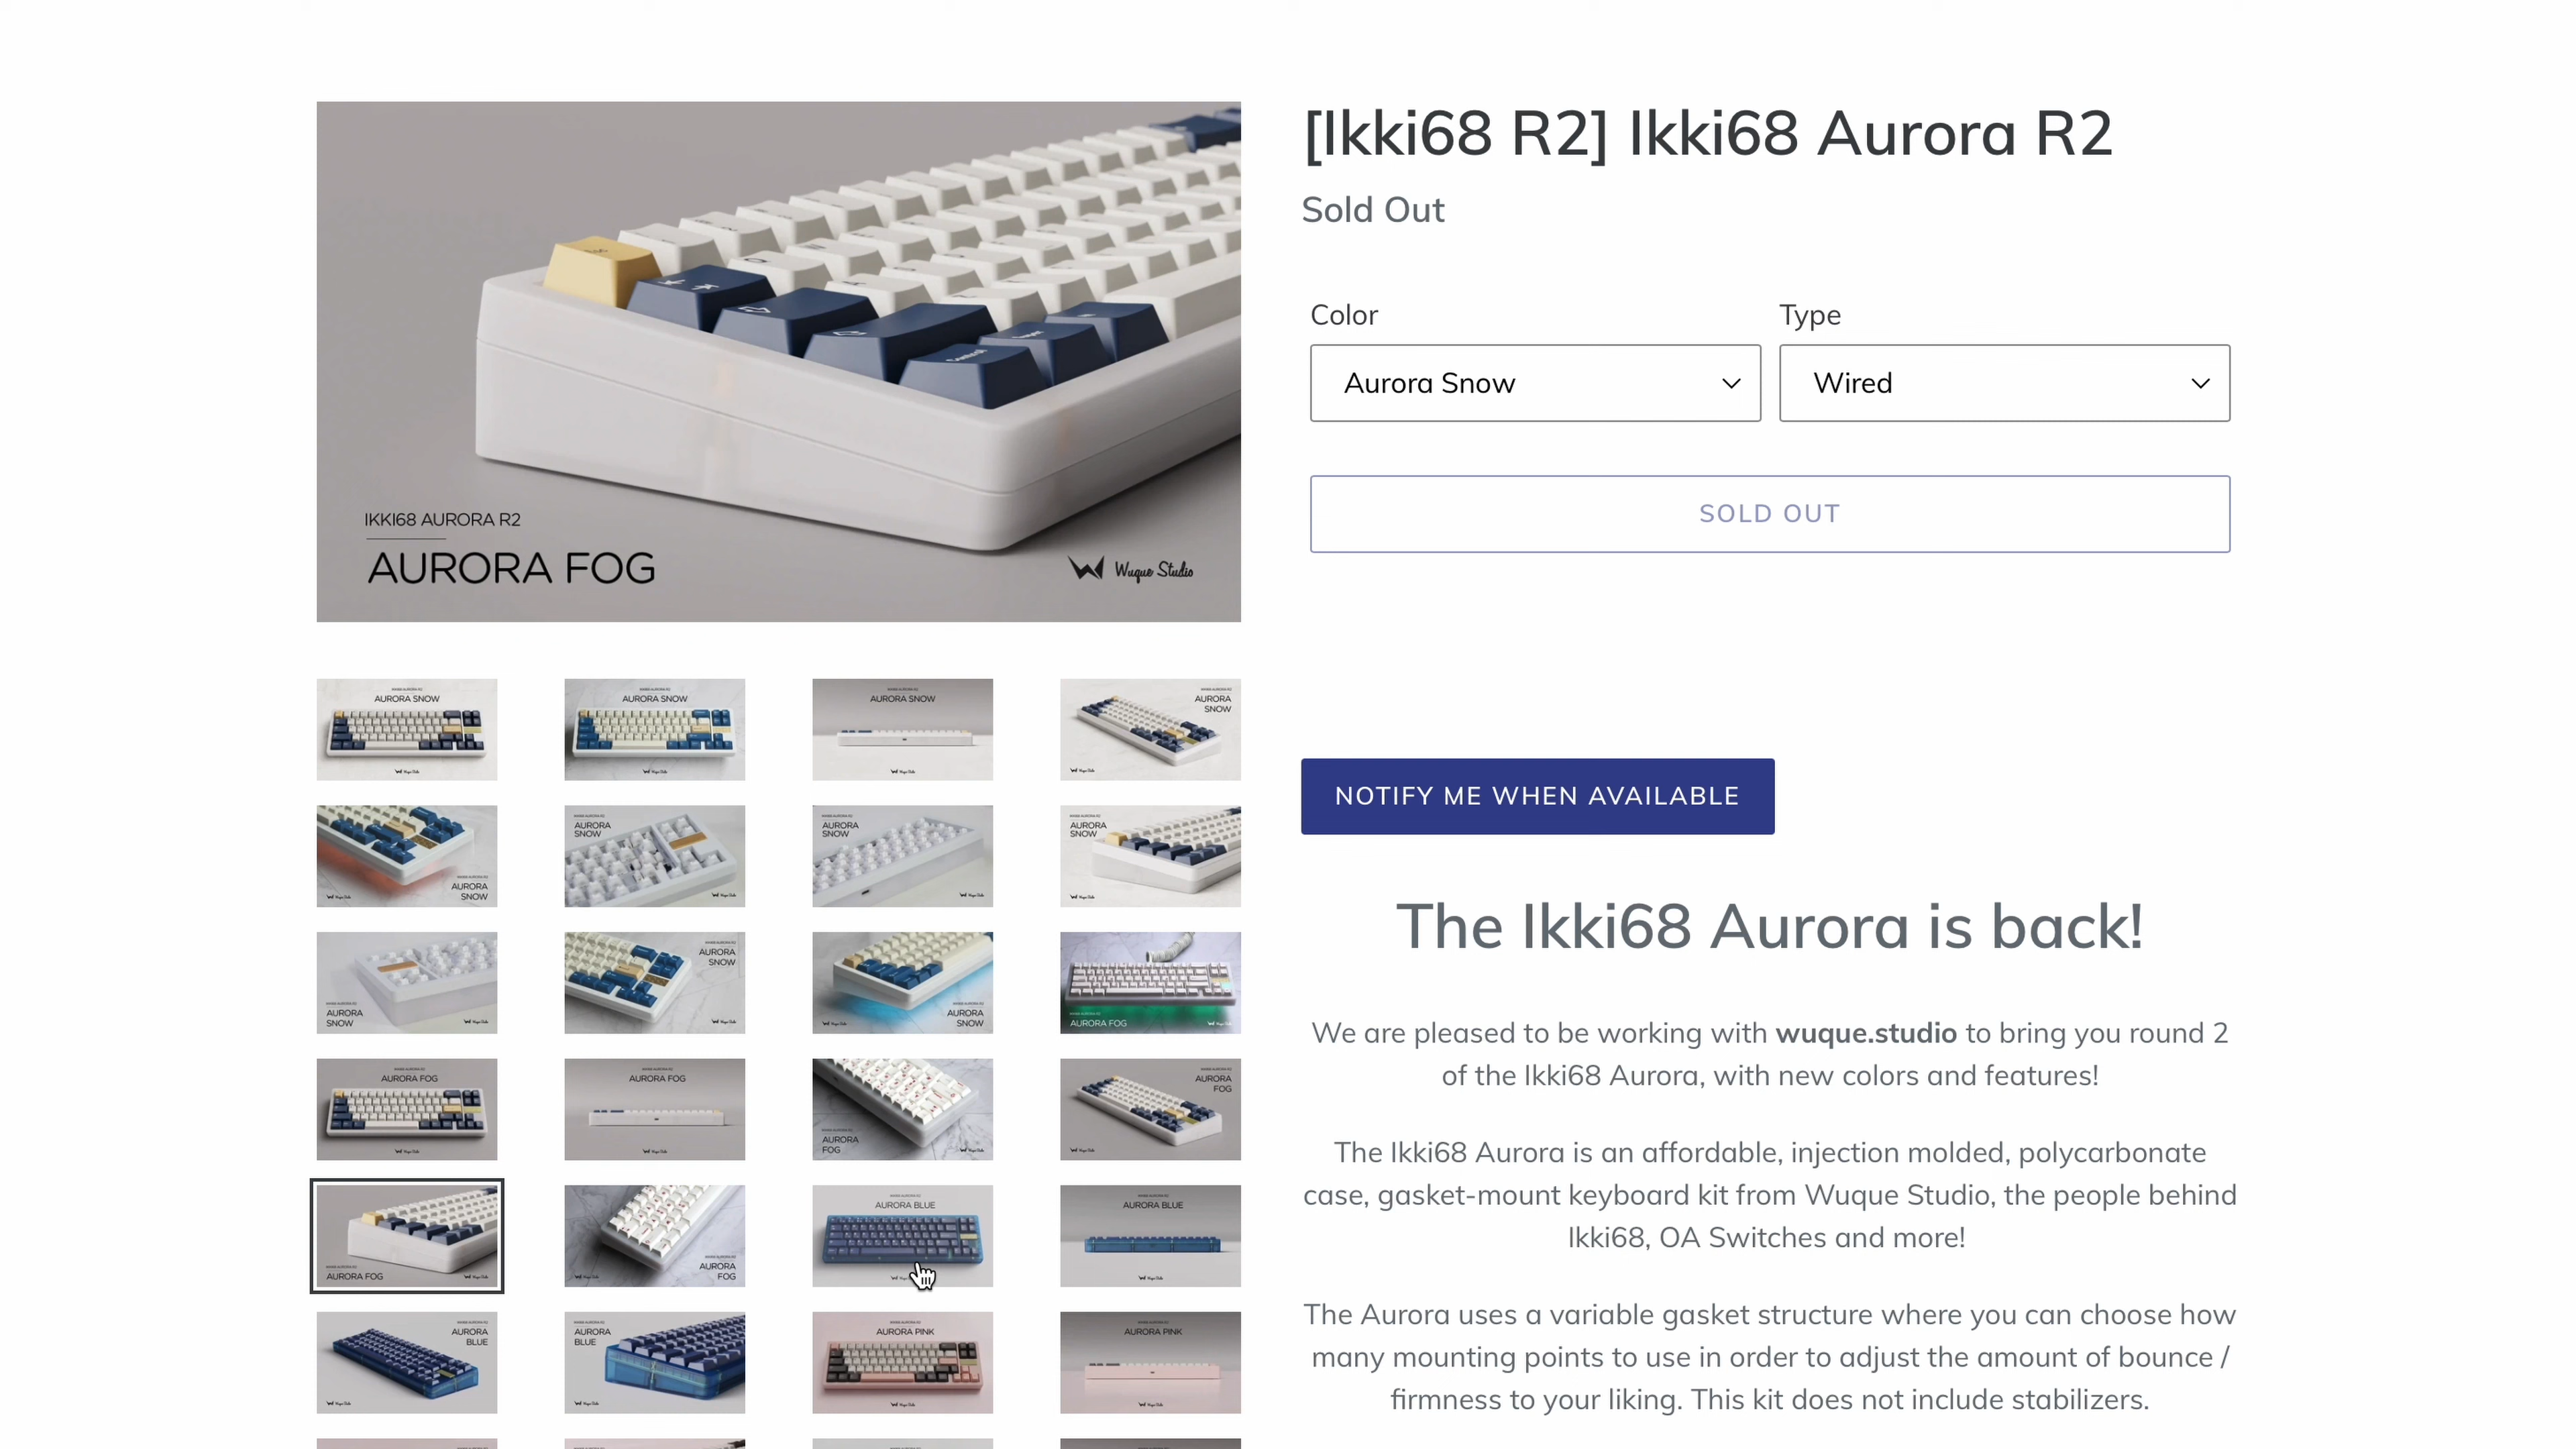 [Ikki68 R2] Ikki68 Aurora R2
Sold Out
Color
Type
Aurora Snow
Wired
SOLD OUT
IKKI68 AURORA R2
AURORA FOG
Wuque Studio
NOTIFY ME WHEN AVAILABLE
The Ikki68 Aurora is back!
We are pleased to be working with wuque.studio to bring you round 2
of the Ikki68 Aurora, with new colors and features!
The Ikki68 Aurora is an affordable, injection molded, polycarbonate
case, gasket-mount keyboard kit from Wuque Studio, the people behind
Ikki68, OA Switches and more!
The Aurora uses a variable gasket structure where you can choose how
many mounting points to use in order to adjust the amount of bounce /
firmness to your liking. This kit does not include stabilizers.
AURORA SNOW
AURORA SNOW
AURORA SNOW
AURORA
SNOW
AURORA
SNOW
AURORA
SNOW
AURORA
SNOW
AURORA
SNOW
AURORA
SNOW
AURORA
SNOW
AURORA
SNOW
AURORA FOG
AURORA FOG
AURORA FOG
AURORA
FOG
AURORA
FOG
AURORA FOG
AURORA
FOG
AURORA BLUE
AURORA BLUE
AURORA
BLUE
AURORA
BLUE
AURORA PINK
AURORA PINK